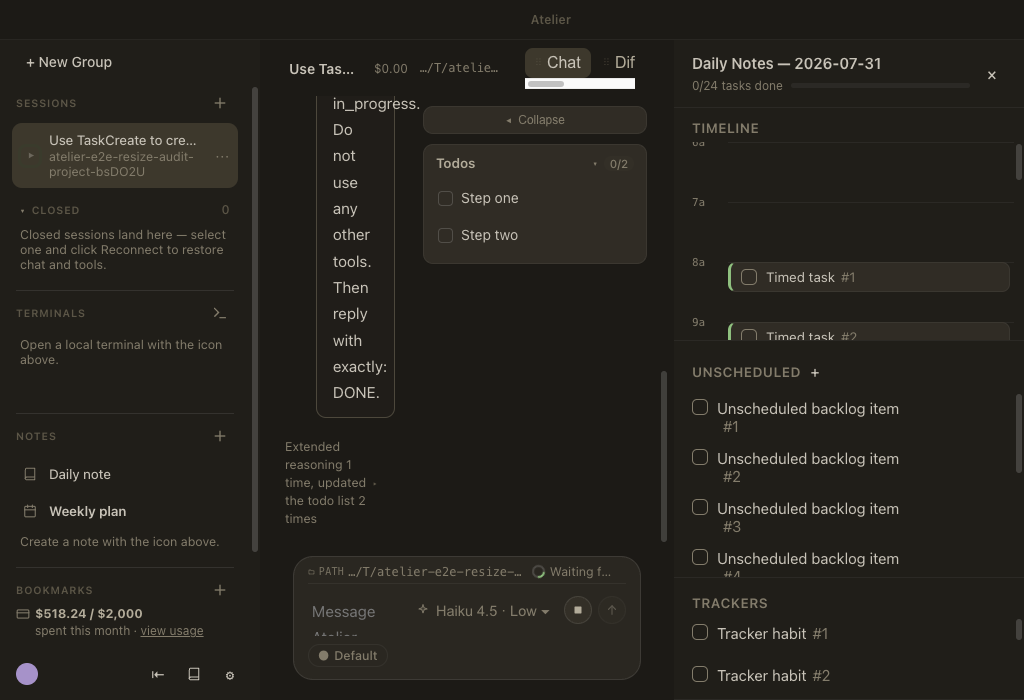 Atelier
+ New Group
SESSIONS
Use TaskCreate to cre...
atelier-e2e-resize-audit-
project-bsDO2U
CLOSED 0
Closed sessions land here — select
one and click Reconnect to restore
chat and tools.
TERMINALS
Open a local terminal with the icon
above.
NOTES
Daily note
Weekly plan
Create a note with the icon above.
BOOKMARKS
$518.24 / $2,000
spent this month · view usage
Use Tas... $0.00 …/T/atelie…
Chat Dif
in_progress.
Do
not
use
any
other
tools.
Then
reply
with
exactly:
DONE.
Collapse
Todos 0/2
Step one
Step two
Extended
reasoning 1
time, updated
the todo list 2
times
PATH …/T/atelier-e2e-resize-… Waiting f...
Message
Atelier
Haiku 4.5 · Low
Default
Daily Notes — 2026-07-31
0/24 tasks done
TIMELINE
6a
7a
8a
Timed task #1
9a
Timed task #2
UNSCHEDULED +
Unscheduled backlog item
#1
Unscheduled backlog item
#2
Unscheduled backlog item
#3
Unscheduled backlog item
#4
TRACKERS
Tracker habit #1
Tracker habit #2